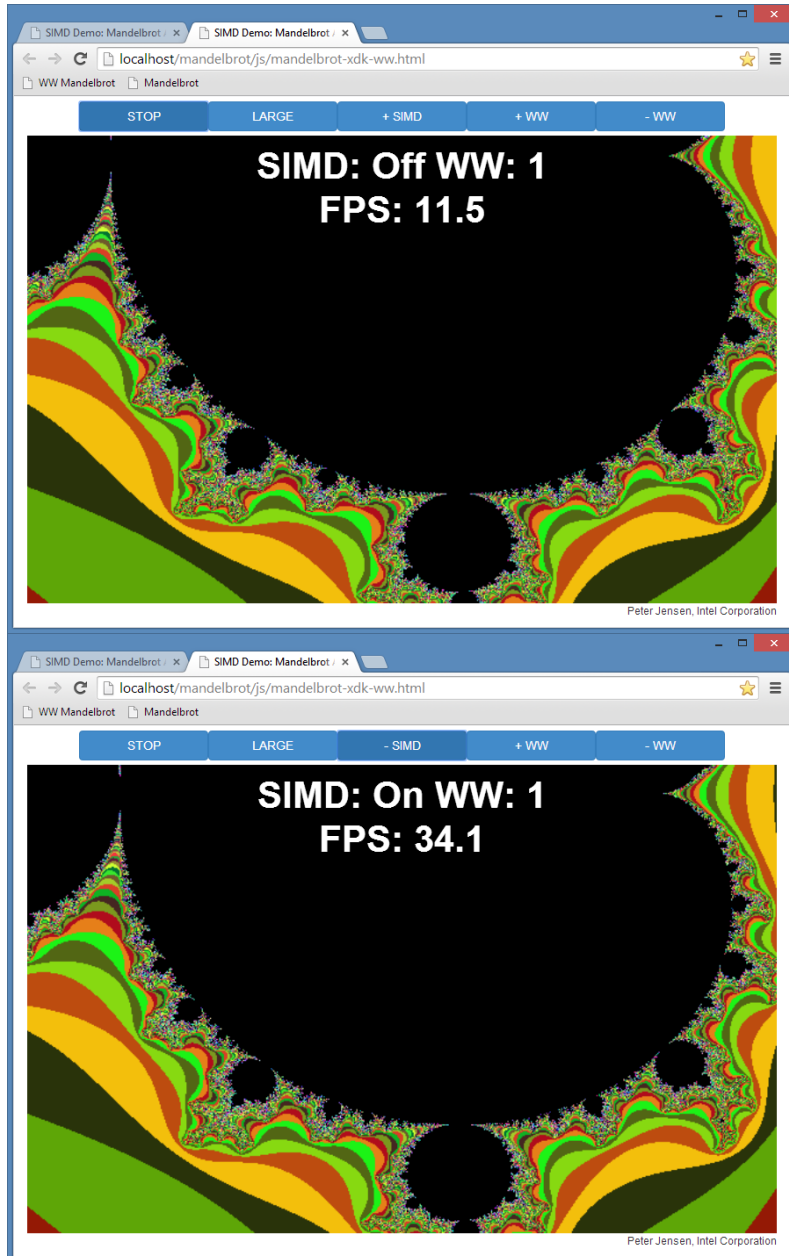 SIMD Demo: Mandelbrot
SIMD Demo: Mandelbrot
localhost/mandelbrot/js/mandelbrot-xdk-ww.html
WW Mandelbrot Mandelbrot
STOP LARGE + SIMD + WW - WW
SIMD: Off WW: 1
FPS: 11.5
Peter Jensen, Intel Corporation
SIMD Demo: Mandelbrot
SIMD Demo: Mandelbrot
localhost/mandelbrot/js/mandelbrot-xdk-ww.html
WW Mandelbrot Mandelbrot
STOP LARGE - SIMD + WW - WW
SIMD: On WW: 1
FPS: 34.1
Peter Jensen, Intel Corporation